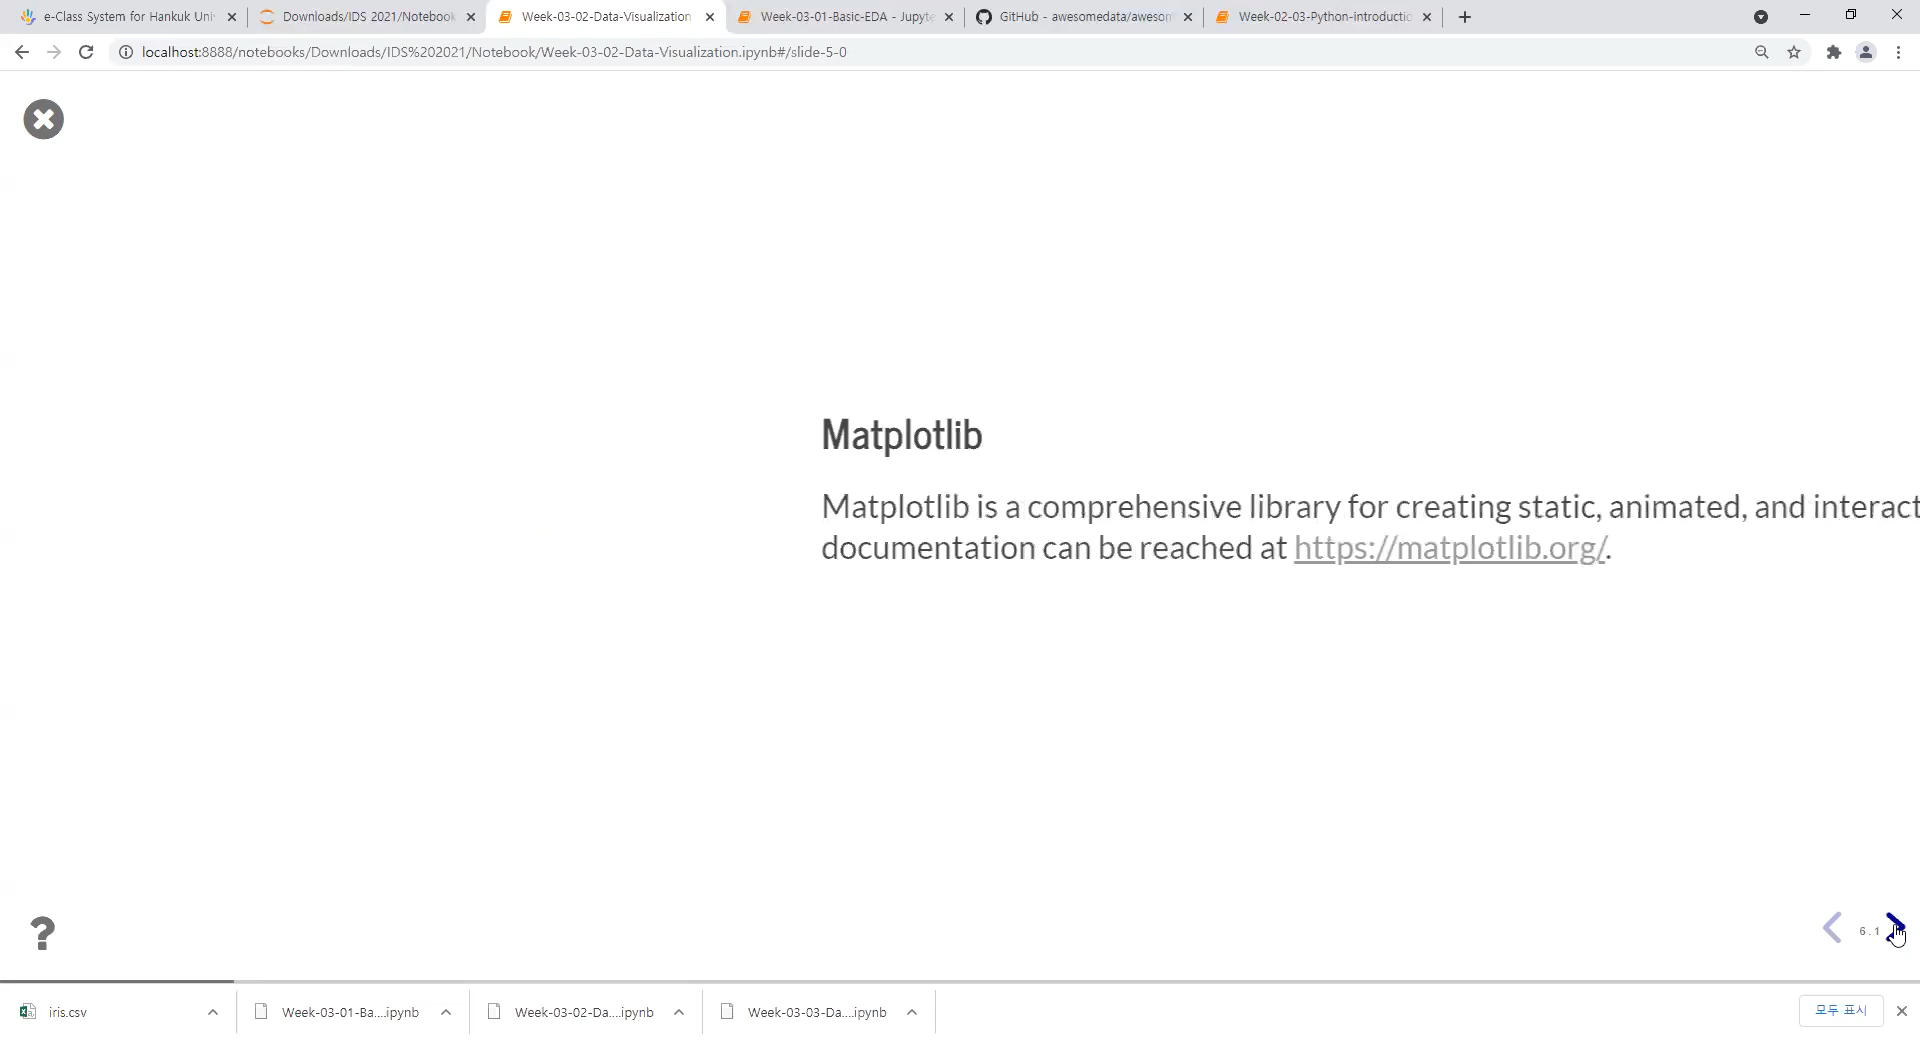 e-Class System for Hankuk Uni
Downloads/IDS 2021/Notebook
Week-03-02-Data-Visualization
Week-03-01-Basic-EDA - Jupyte
GitHub - awesomedata/awesom
Week-02-03-Python-introductio
localhost:8888/notebooks/Downloads/IDS%202021/Notebook/Week-03-02-Data-Visualization.ipynb#/slide-5-0
Matplotlib
Matplotlib is a comprehensive library for creating static, animated, and interact
documentation can be reached at https://matplotlib.org/.
?
6.1
iris.csv
Week-03-01-Ba....ipynb
Week-03-02-Da....ipynb
Week-03-03-Da....ipynb
모두 표시